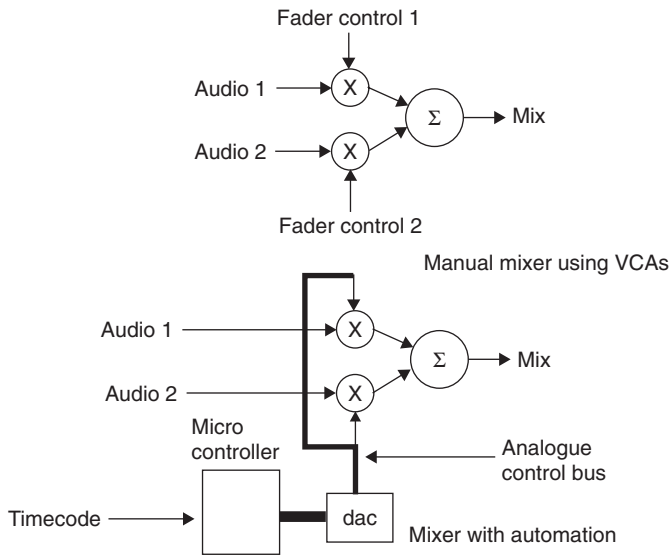 Fader control 1
Audio 1
X
Σ
Mix
Audio 2
X
Fader control 2
Manual mixer using VCAs
Audio 1
X
Σ
Mix
Audio 2
X
Micro
controller
Analogue
control bus
Timecode
dac
Mixer with automation